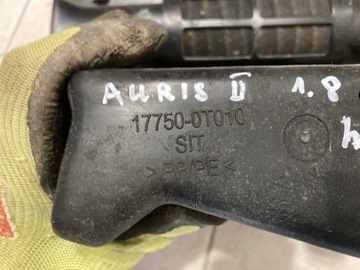 AURIS II 1.8
17750-0T010
SIT
>PP/PE<